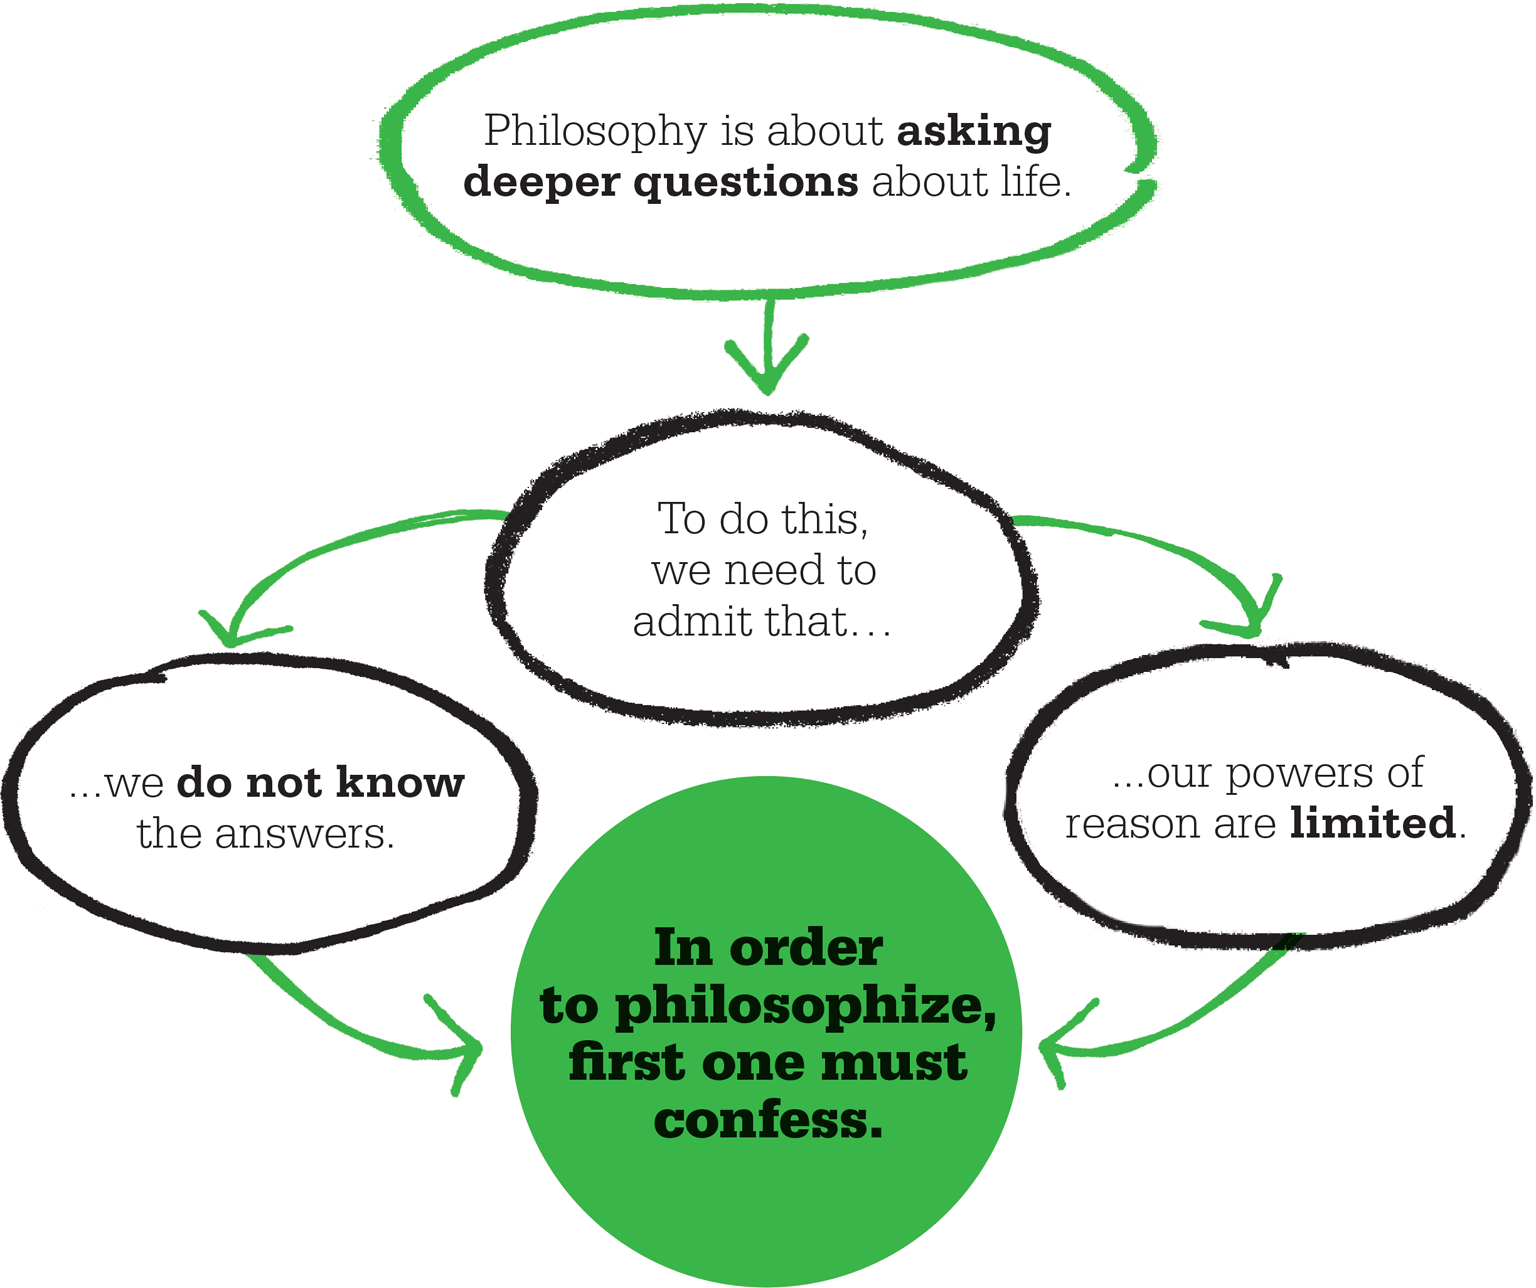 Philosophy is about asking
deeper questions about life.
To do this,
we need to
admit that…
...we do not know
the answers.
...our powers of
reason are limited.
In order
to philosophize,
first one must
confess.